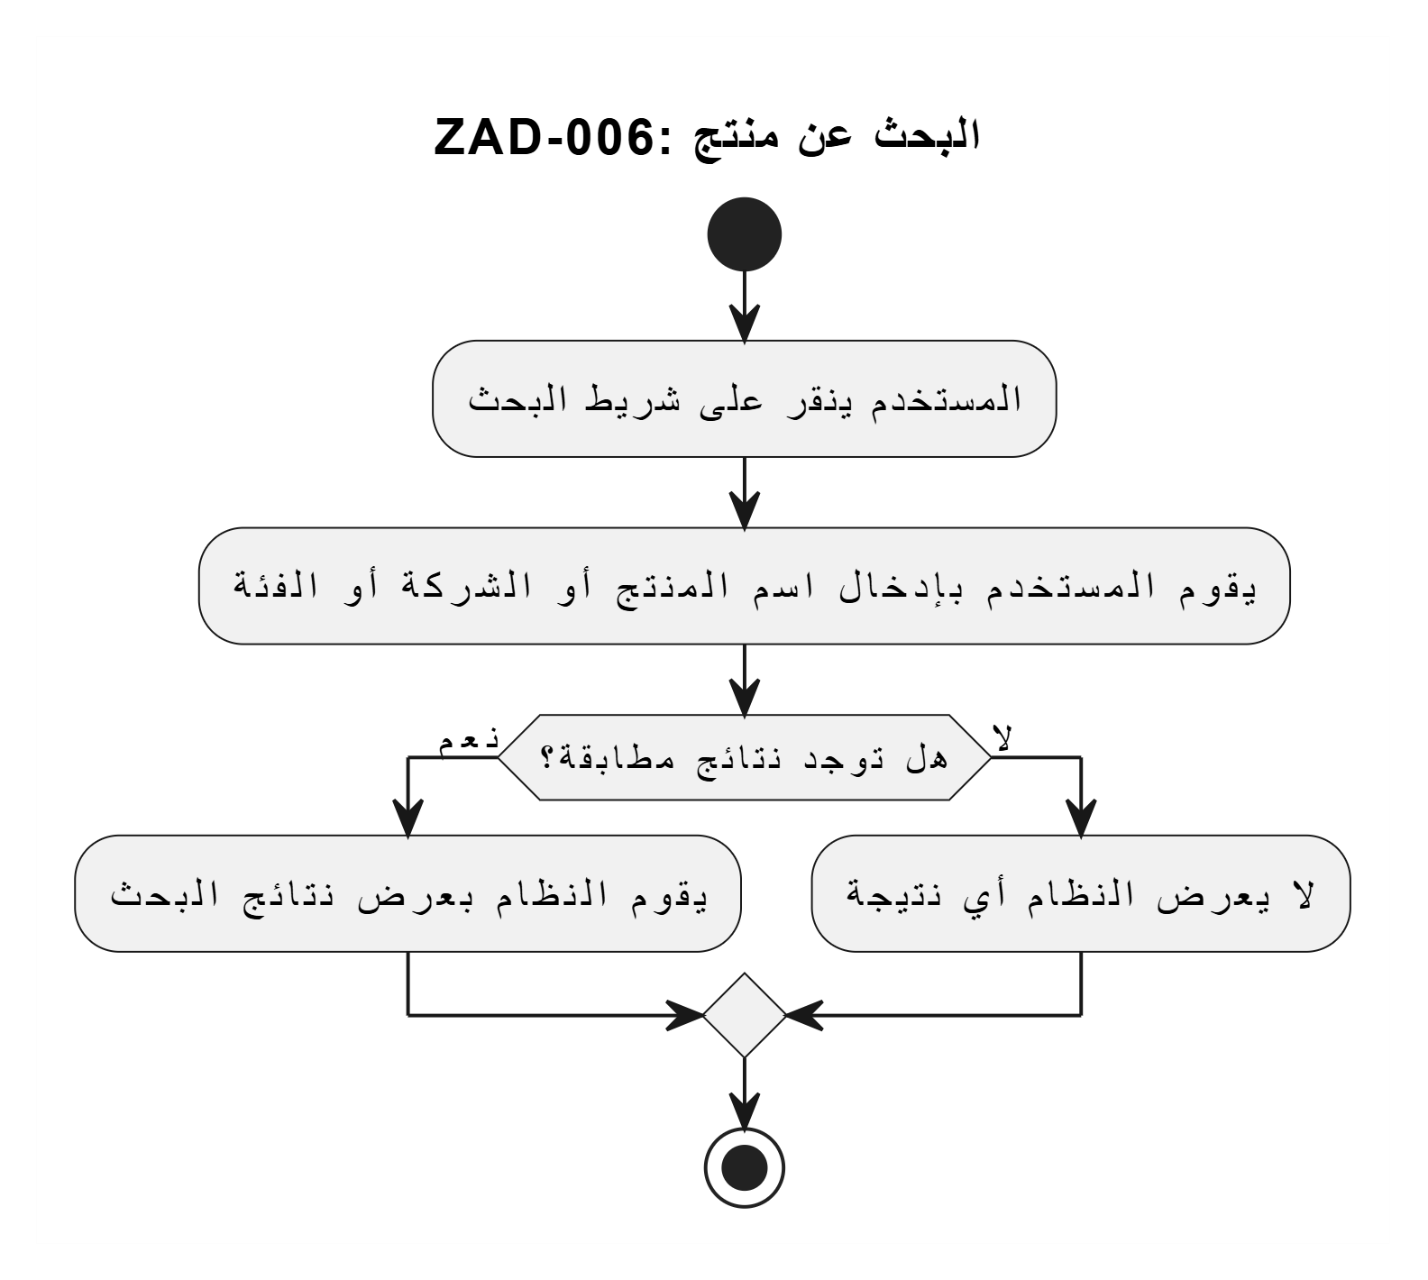 ZAD-006: البحث عن منتج
المستخدم ينقر على شريط البحث
يقوم المستخدم بإدخال اسم المنتج أو الشركة أو الفئة
هل توجد نتائج مطابقة؟
نعم
لا
يقوم النظام بعرض نتائج البحث
لا يعرض النظام أي نتيجة